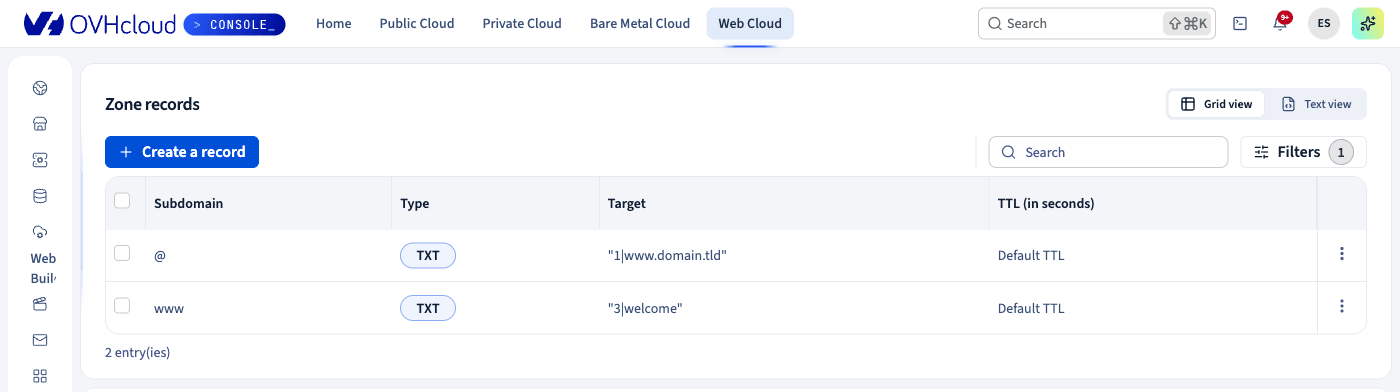 OVHcloud > CONSOLE_ Home Public Cloud Private Cloud Bare Metal Cloud Web Cloud Search ⇧⌘K 9+ ES
Zone records Grid view Text view
+ Create a record Search Filters 1
Subdomain Type Target TTL (in seconds)
@ TXT "1|www.domain.tld" Default TTL
Web
Buil
www TXT "3|welcome" Default TTL
2 entry(ies)